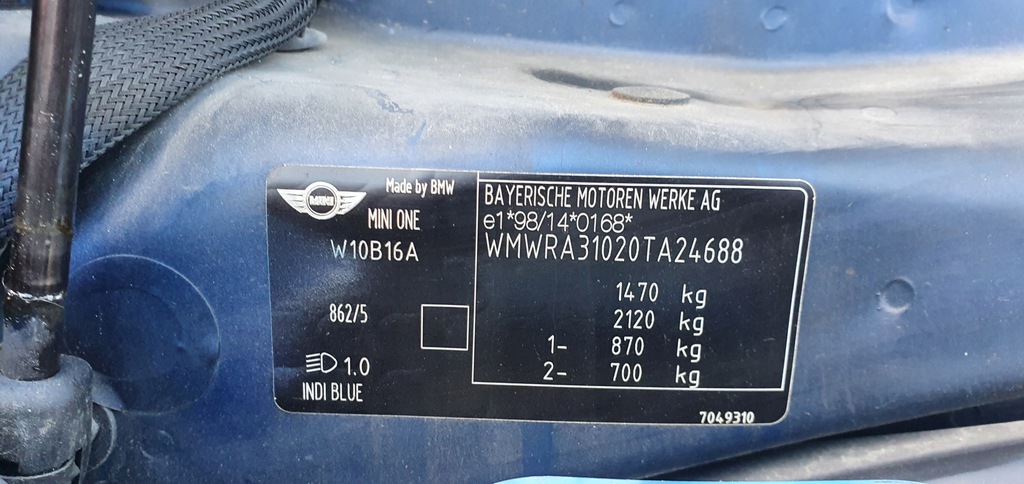 MINI
Made by BMW
MINI ONE
W10B16A
862/5
1.0
INDI BLUE
BAYERISCHE MOTOREN WERKE AG
e1*98/14*0168*
WMWRA31020TA24688
1470 kg
2120 kg
1- 870 kg
2- 700 kg
7049310